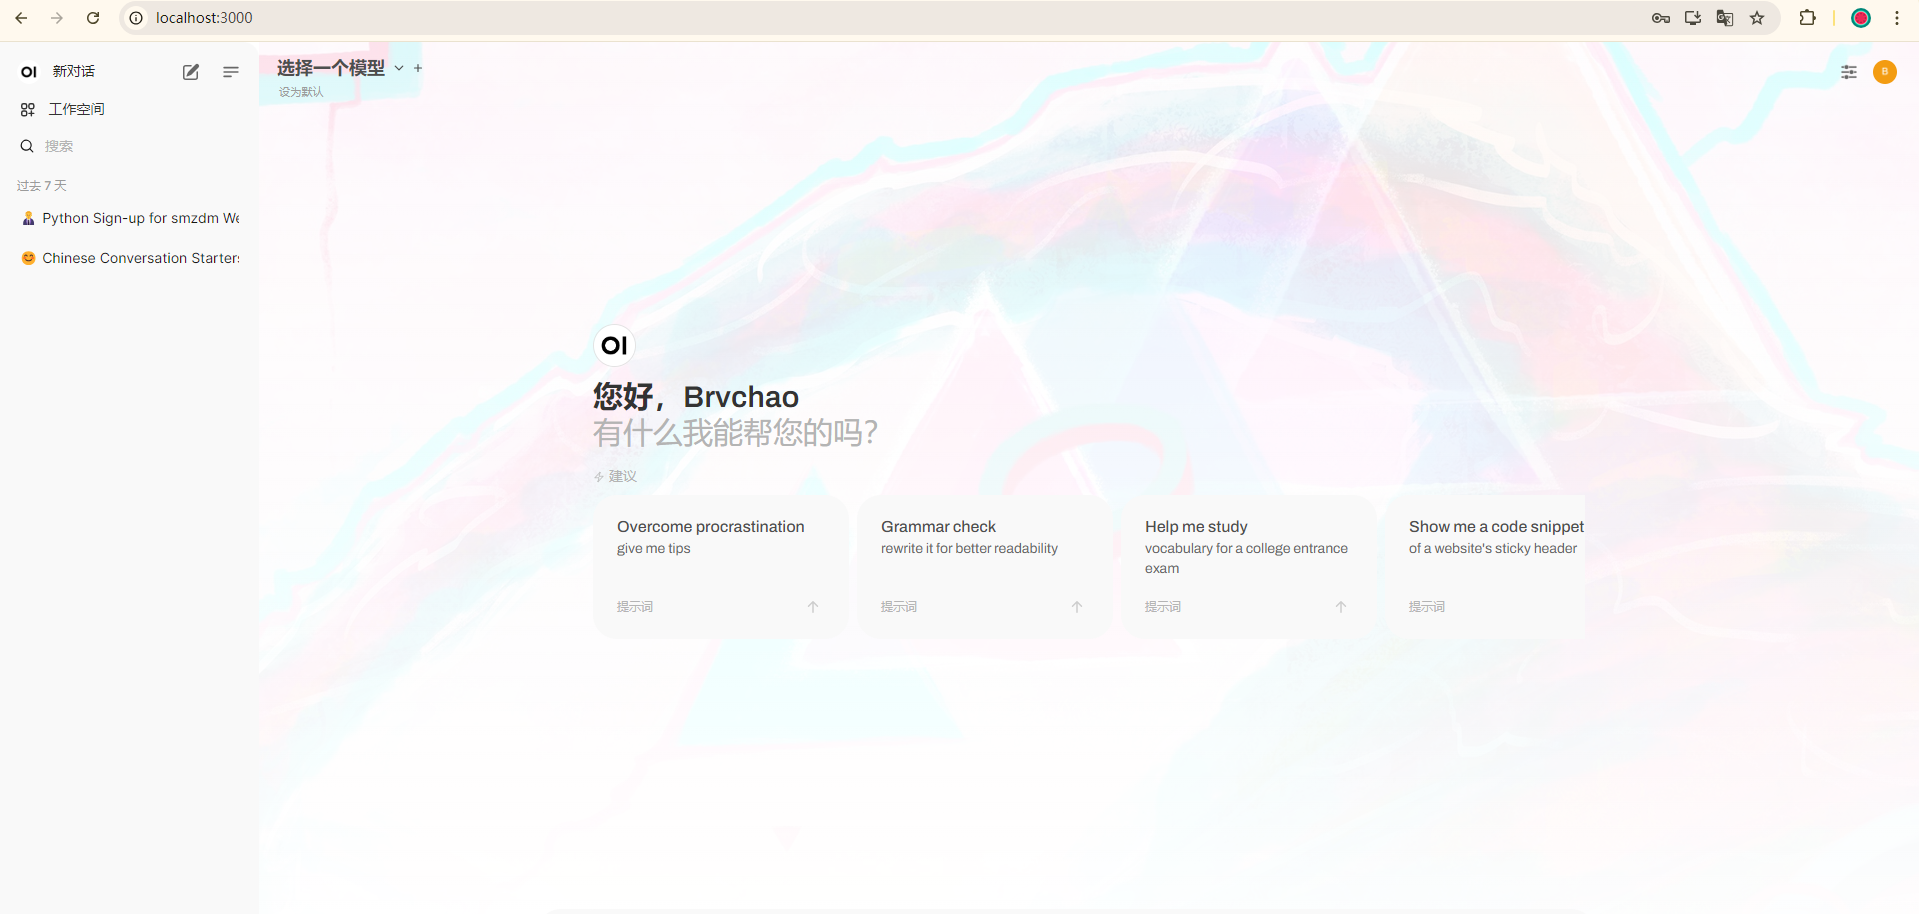 localhost:3000
OI 新对话
工作空间
搜索
过去 7 天
Python Sign-up for smzdm We
Chinese Conversation Starters
选择一个模型
设为默认
B
OI
您好，Brvchao
有什么我能帮您的吗？
建议
Overcome procrastination
give me tips
提示词
Grammar check
rewrite it for better readability
提示词
Help me study
vocabulary for a college entrance
exam
提示词
Show me a code snippet
of a website's sticky header
提示词